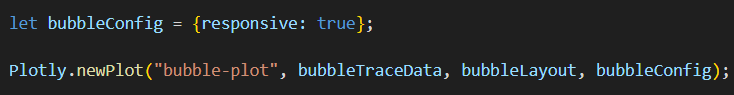 let bubbleConfig = {responsive: true};
Plotly.newPlot("bubble-plot", bubbleTraceData, bubbleLayout, bubbleConfig);